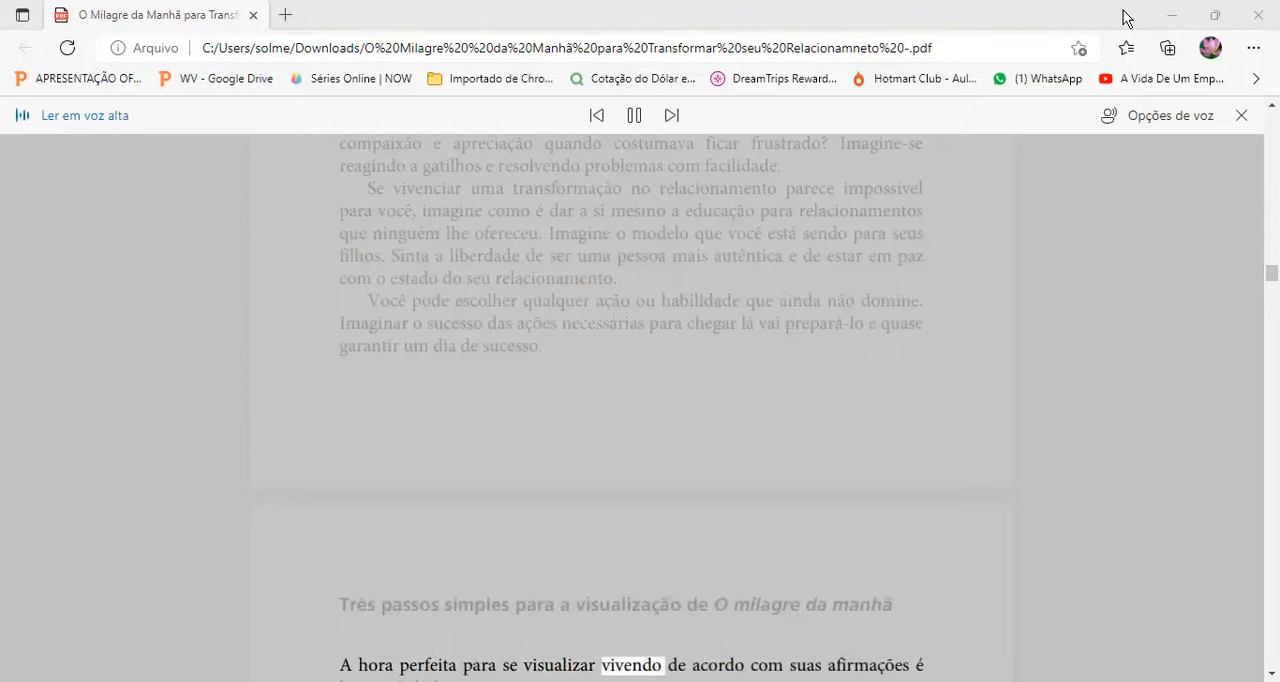 O Milagre da Manhã para Transf
Arquivo
C:/Users/solme/Downloads/O%20Milagre%20%20da%20Manhã%20para%20Transformar%20seu%20Relacionamneto%20-.pdf
APRESENTAÇÃO OF...
WV - Google Drive
Séries Online | NOW
Importado de Chro...
Cotação do Dólar e...
DreamTrips Reward...
Hotmart Club - Aul...
(1) WhatsApp
A Vida De Um Emp...
Ler em voz alta
Opções de voz
compaixão e apreciação quando costumava ficar frustrado? Imagine-se
reagindo a gatilhos e resolvendo problemas com facilidade.
Se vivenciar uma transformação no relacionamento parece impossível
para você, imagine como é dar a si mesmo a educação para relacionamentos
que ninguém lhe ofereceu. Imagine o modelo que você está sendo para seus
filhos. Sinta a liberdade de ser uma pessoa mais autêntica e de estar em paz
com o estado do seu relacionamento.
Você pode escolher qualquer ação ou habilidade que ainda não domine.
Imaginar o sucesso das ações necessárias para chegar lá vai prepará-lo e quase
garantir um dia de sucesso.
Três passos simples para a visualização de O milagre da manhã
A hora perfeita para se visualizar vivendo de acordo com suas afirmações é